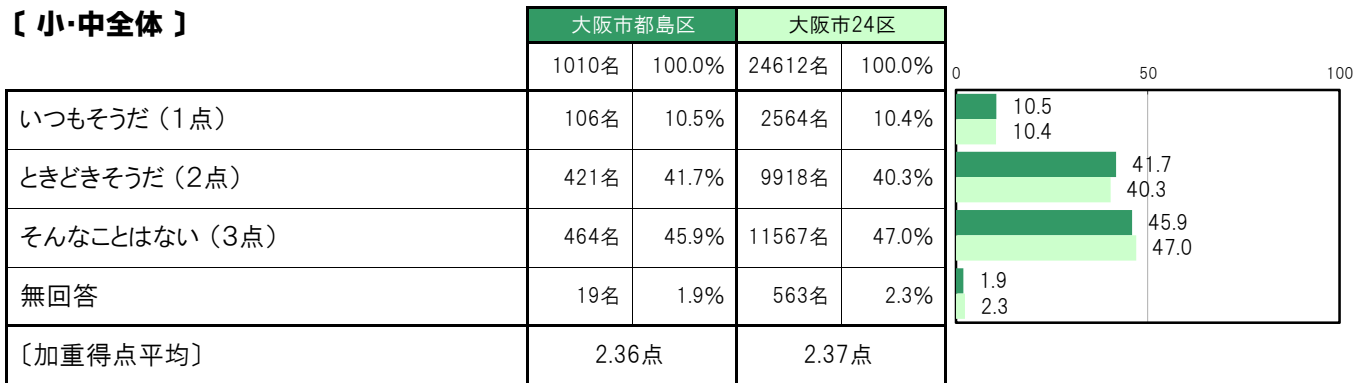 〔 小・中全体 〕
大阪市都島区 大阪市24区
1010名 100.0% 24612名 100.0%
0 50 100
いつもそうだ（1点） 106名 10.5% 2564名 10.4%
10.5
10.4
ときどきそうだ（2点） 421名 41.7% 9918名 40.3%
41.7
40.3
そんなことはない（3点） 464名 45.9% 11567名 47.0%
45.9
47.0
無回答 19名 1.9% 563名 2.3%
1.9
2.3
〔加重得点平均〕 2.36点 2.37点